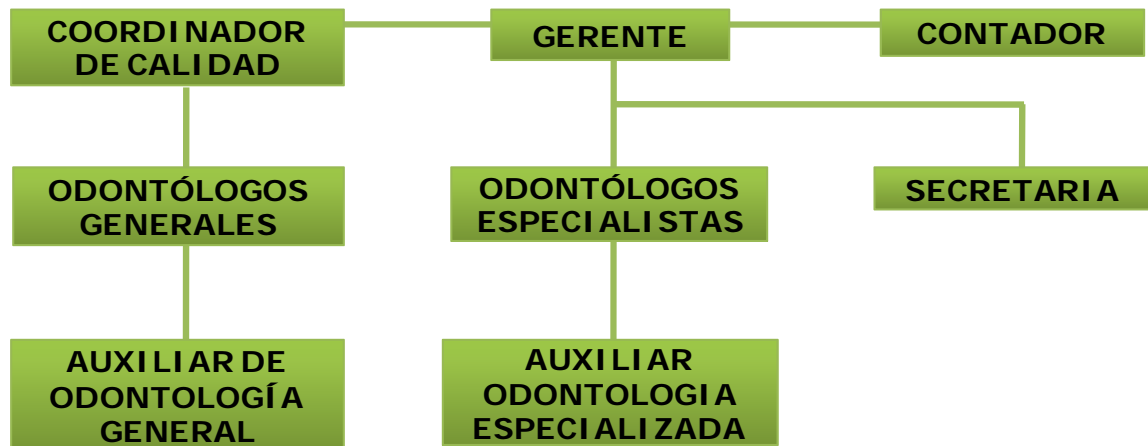 COORDINADOR
DE CALIDAD
GERENTE
CONTADOR
ODONTÓLOGOS
GENERALES
ODONTÓLOGOS
ESPECIALISTAS
SECRETARIA
AUXILIAR DE
ODONTOLOGÍA
GENERAL
AUXILIAR
ODONTOLOGIA
ESPECIALIZADA